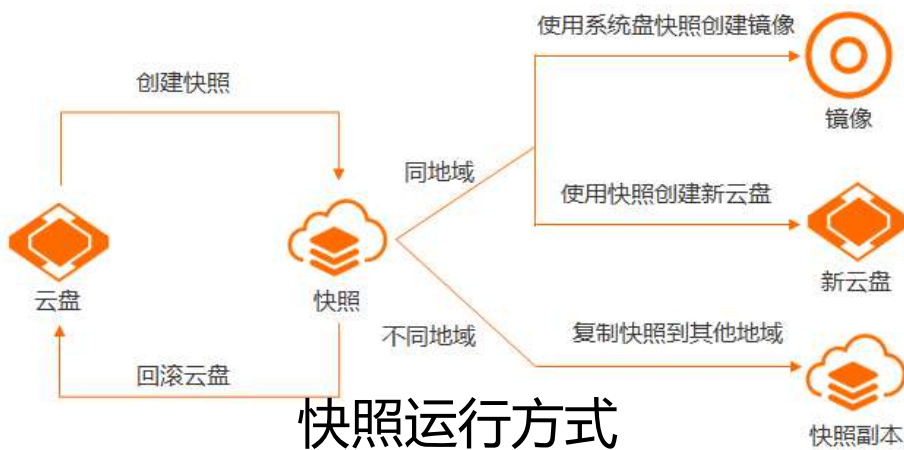 使用系统盘快照创建镜像
创建快照
镜像
同地域
使用快照创建新云盘
云盘
快照
新云盘
不同地域
复制快照到其他地域
回滚云盘
快照运行方式
快照副本